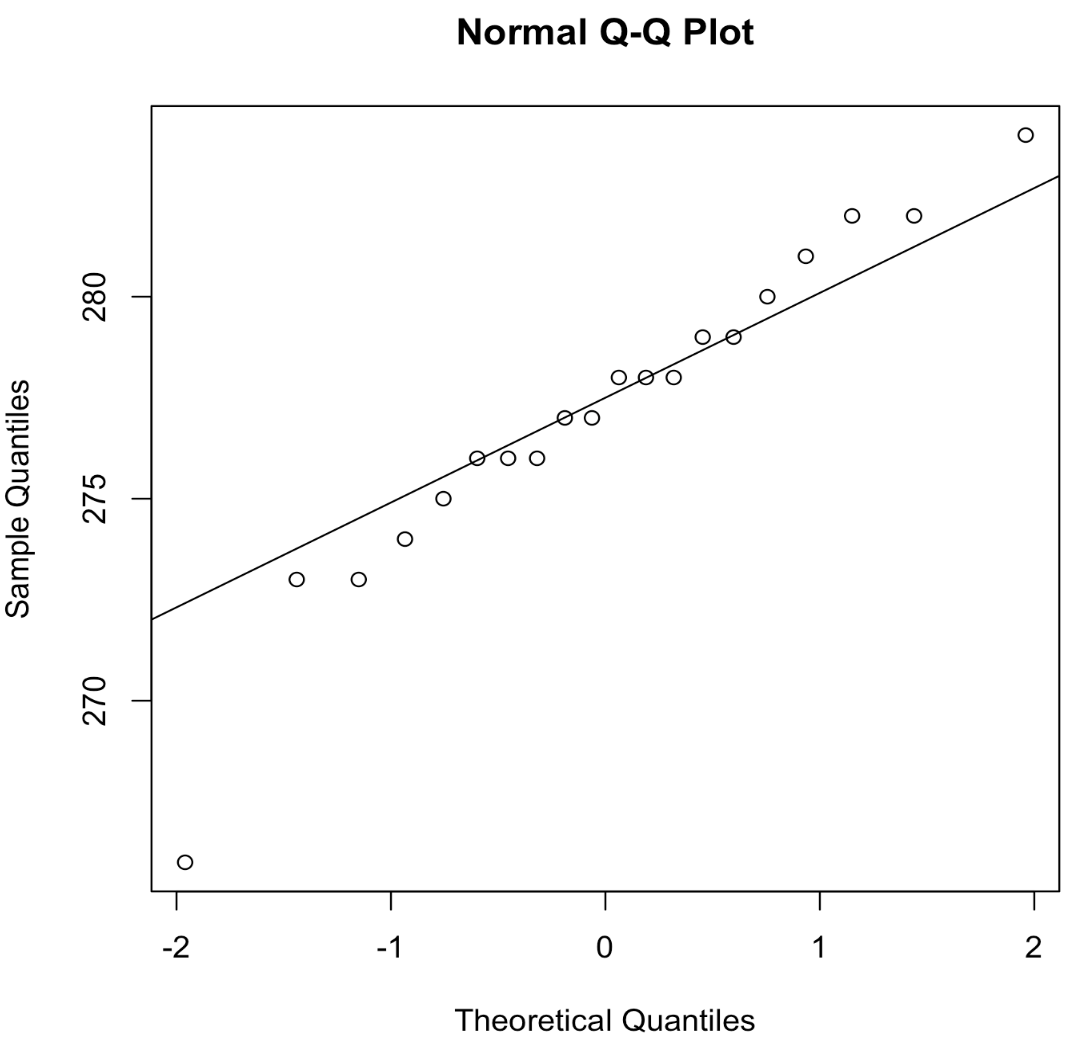 Normal Q-Q Plot
Sample Quantiles
280
275
270
-2 -1 0 1 2
Theoretical Quantiles